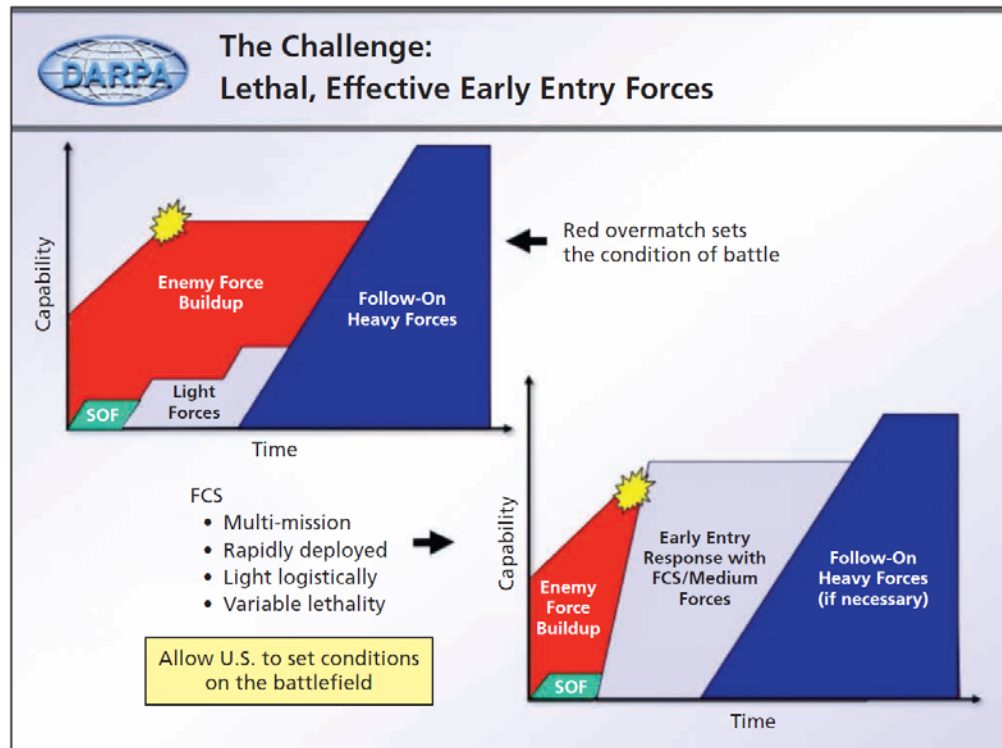 DARPA
The Challenge:
Lethal, Effective Early Entry Forces
Capability
Enemy Force
Buildup
Follow-On
Heavy Forces
SOF
Light
Forces
Time
Red overmatch sets
the condition of battle
FCS
• Multi-mission
• Rapidly deployed
• Light logistically
• Variable lethality
Allow U.S. to set conditions
on the battlefield
Capability
Enemy
Force
Buildup
SOF
Early Entry
Response with
FCS/Medium
Forces
Follow-On
Heavy Forces
(if necessary)
Time